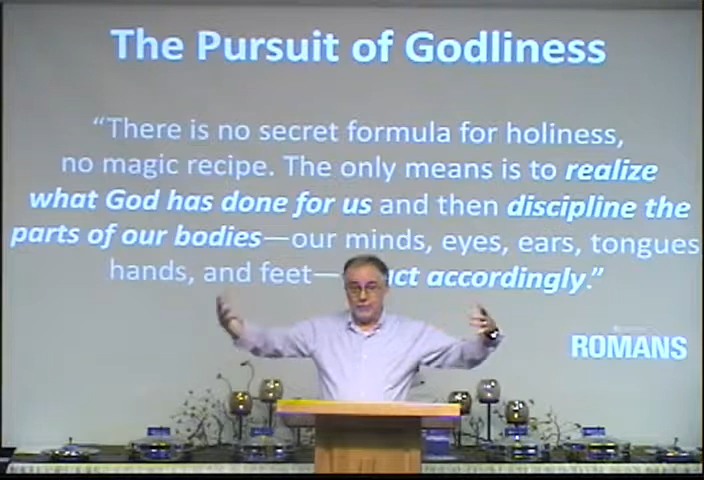 The Pursuit of Godliness
“There is no secret formula for holiness,
no magic recipe. The only means is to realize
what God has done for us and then discipline the
parts of our bodies—our minds, eyes, ears, tongues
hands, and feet— act accordingly.”
ROMANS